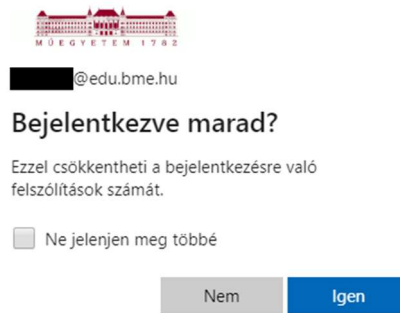 MŰEGYETEM 1782
@edu.bme.hu
Bejelentkezve marad?
Ezzel csökkentheti a bejelentkezésre való
felszólítások számát.
Ne jelenjen meg többé
Nem Igen